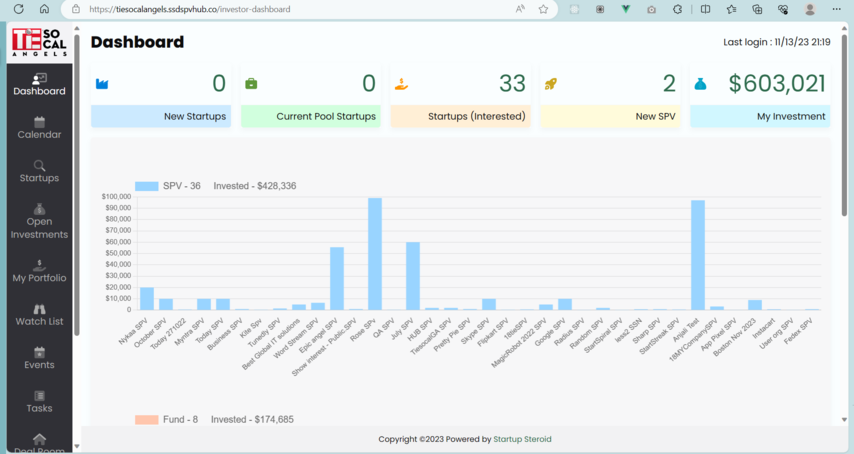 https://tiesocalangels.ssdspvhub.co/investor-dashboard
TiE SO CAL
ANGELS
Dashboard
Last login : 11/13/23 21:19
0
New Startups
0
Current Pool Startups
33
Startups (Interested)
2
New SPV
$603,021
My Investment
Dashboard
Calendar
Startups
Open
Investments
My Portfolio
Watch List
Events
Tasks
Deal Room
SPV - 36 Invested - $428,336
$100,000
$90,000
$80,000
$70,000
$60,000
$50,000
$40,000
$30,000
$20,000
$10,000
0
Nykaa SPV
October SPV
Today 271022
Myntra SPV
Today SPV
Business SPV
Kite Spv
Tunedly SPV
Best Global IT solutions
Word Stream SPV
Epic angel SPV
Show interest - Public SPV
Rose SPv
QA SPV
July SPV
HUB SPV
TiesocalQA SPV
Pretty Pie SPV
Skype SPV
Flipkart SPV
18titleSPV
MagicRobot 2022 SPV
Google SPV
Radius SPV
Random SPV
StartSpiral SPV
less2 SSN
Sharp SPV
StartStreak SPV
Anjali Test
18MYCompanySPV
App Pixel SPV
Boston Nov 2023
Instacart
User org SPV
Fedex SPV
Fund - 8 Invested - $174,685
Copyright ©2023 Powered by Startup Steroid